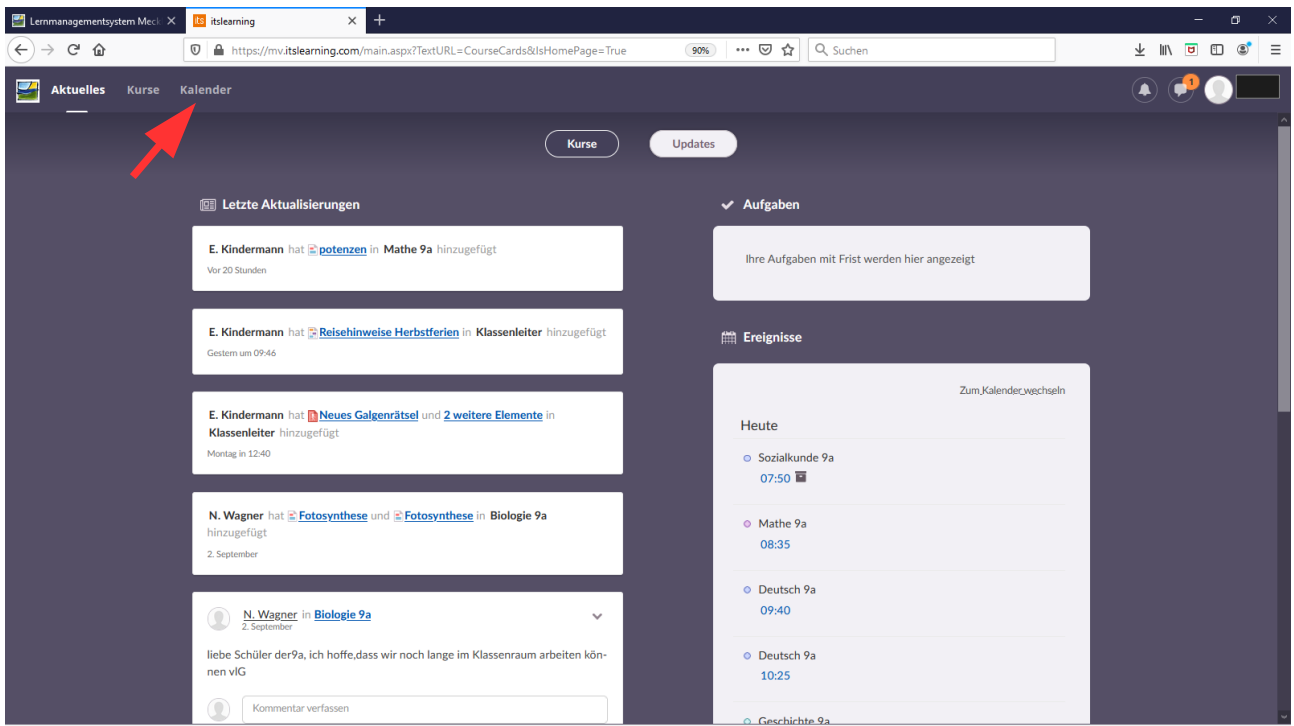 Lernmanagementsystem Meck
its itslearning
https://mv.itslearning.com/main.aspx?TextURL=CourseCards&IsHomePage=True
90%
Suchen
Aktuelles
Kurse
Kalender
1
Kurse
Updates
Letzte Aktualisierungen
E. Kindermann hat potenzen in Mathe 9a hinzugefügt
Vor 20 Stunden
E. Kindermann hat Reisehinweise Herbstferien in Klassenleiter hinzugefügt
Gestern um 09:46
E. Kindermann hat Neues Galgenrätsel und 2 weitere Elemente in
Klassenleiter hinzugefügt
Montag in 12:40
N. Wagner hat Fotosynthese und Fotosynthese in Biologie 9a
hinzugefügt
2. September
N. Wagner in Biologie 9a
2. September
liebe Schüler der9a, ich hoffe,dass wir noch lange im Klassenraum arbeiten kön-
nen vlG
Kommentar verfassen
Aufgaben
Ihre Aufgaben mit Frist werden hier angezeigt
Ereignisse
Zum Kalender wechseln
Heute
Sozialkunde 9a
07:50
Mathe 9a
08:35
Deutsch 9a
09:40
Deutsch 9a
10:25
Geschichte 9a